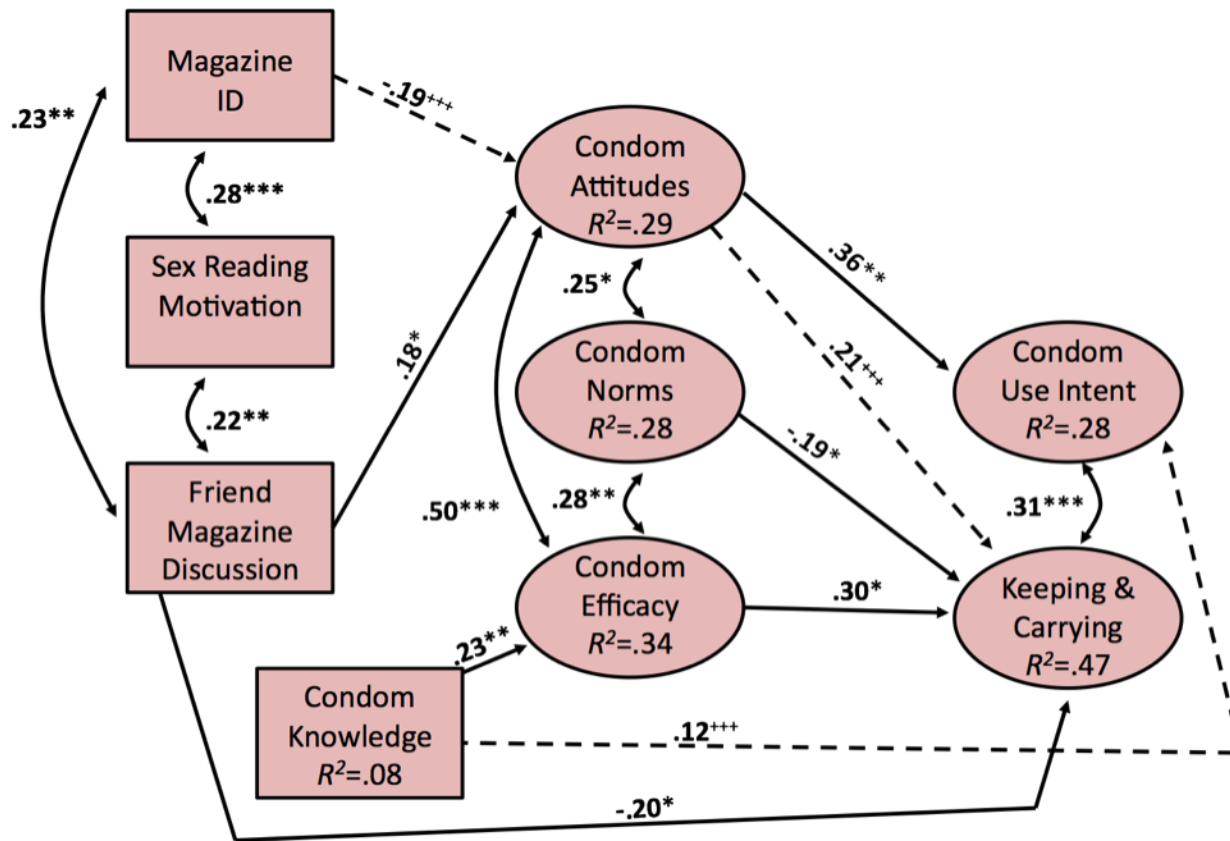 Magazine
ID
-.19⁺⁺⁺
.23**
.28***
Condom
Attitudes
R²=.29
Sex Reading
Motivation
.36**
.25*
.18*
.21⁺⁺⁺
Condom
Norms
R²=.28
Condom
Use Intent
R²=.28
.22**
-.19*
Friend
Magazine
Discussion
.50***
.28**
.31***
Condom
Efficacy
R²=.34
.30*
Keeping &
Carrying
R²=.47
.23**
Condom
Knowledge
R²=.08
.12⁺⁺⁺
-.20*